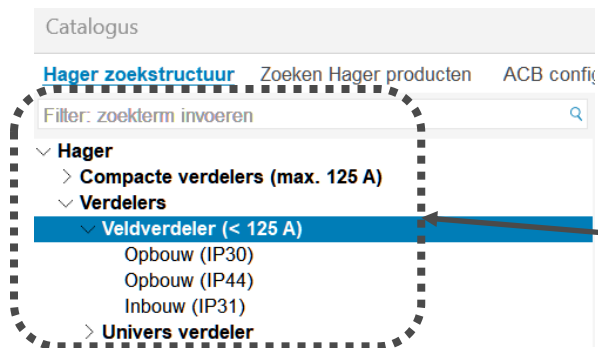 Catalogus
Hager zoekstructuur Zoeken Hager producten ACB config
Filter: zoekterm invoeren
Hager
Compacte verdelers (max. 125 A)
Verdelers
Veldverdeler (< 125 A)
Opbouw (IP30)
Opbouw (IP44)
Inbouw (IP31)
Univers verdeler